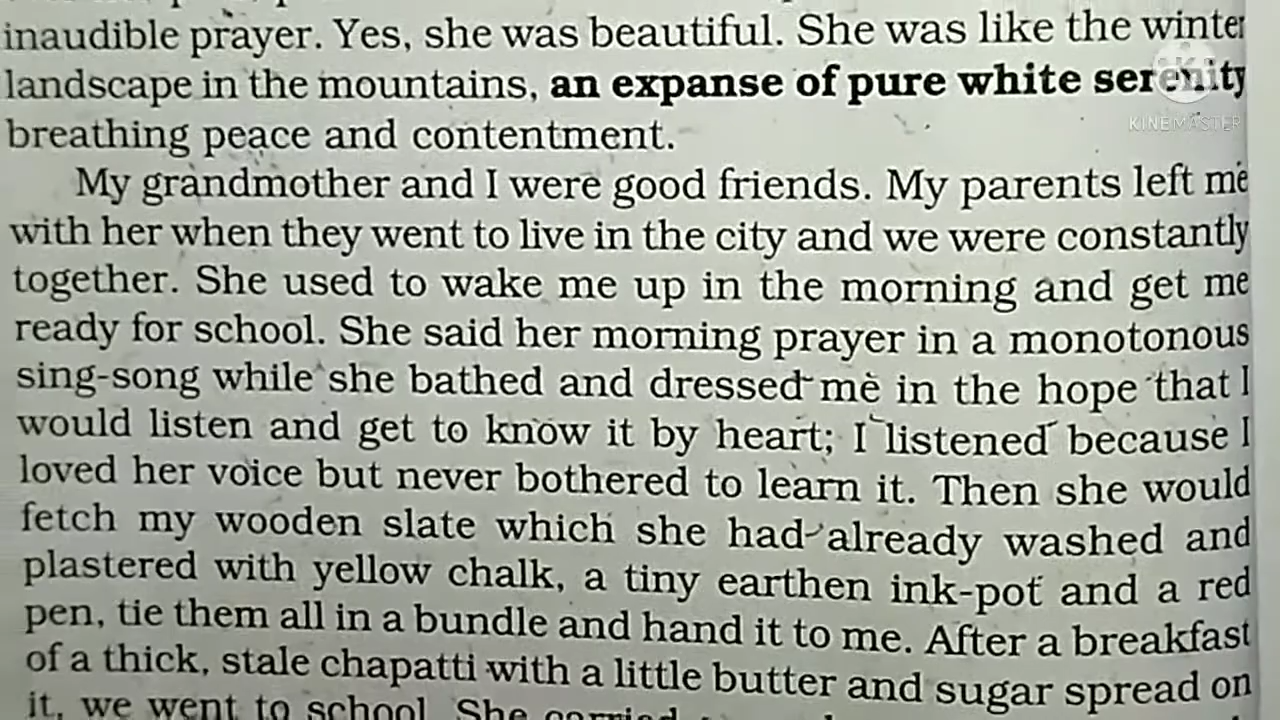 inaudible prayer. Yes, she was beautiful. She was like the winter
landscape in the mountains, an expanse of pure white serenity
breathing peace and contentment.
KINEMASTER
My grandmother and I were good friends. My parents left me
with her when they went to live in the city and we were constantly
together. She used to wake me up in the morning and get me
ready for school. She said her morning prayer in a monotonous
sing-song while she bathed and dressed me in the hope that I
would listen and get to know it by heart; I listened because I
loved her voice but never bothered to learn it. Then she would
fetch my wooden slate which she had already washed and
plastered with yellow chalk, a tiny earthen ink-pot and a red
pen, tie them all in a bundle and hand it to me. After a breakfast
of a thick, stale chapatti with a little butter and sugar spread on
it, we went to school. She carried